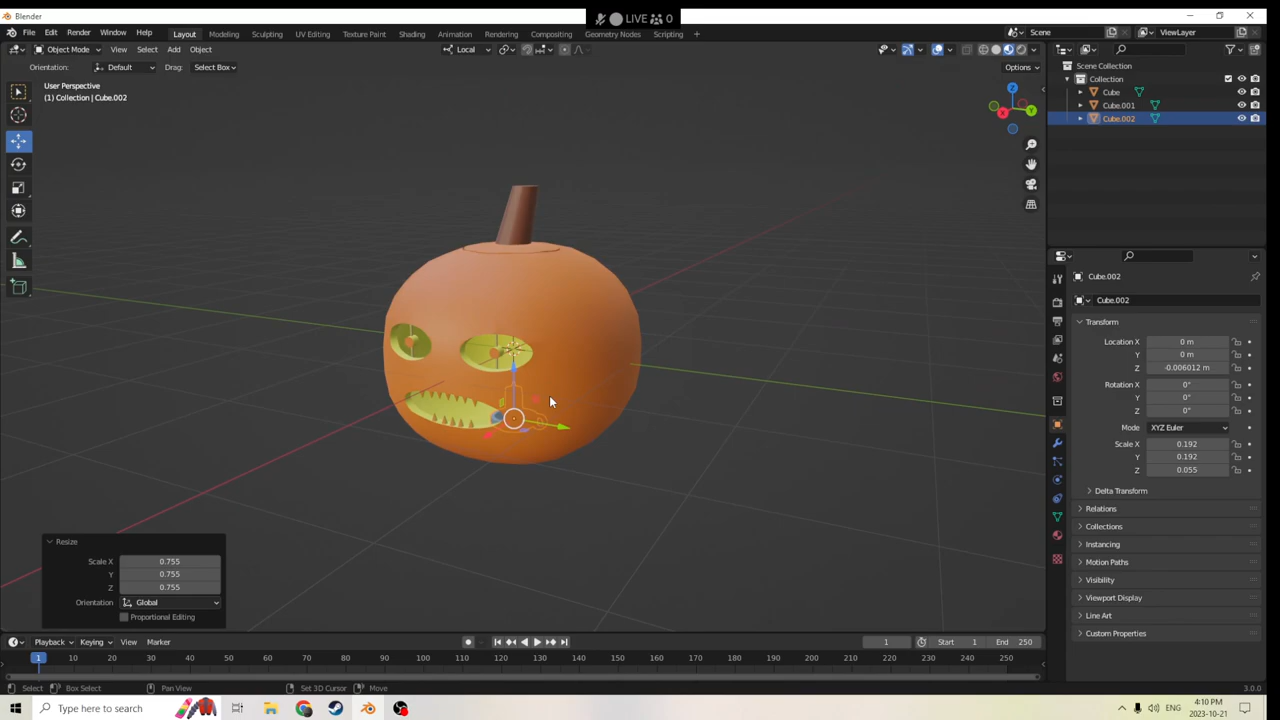 Blender
LIVE 0
File Edit Render Window Help Layout Modeling Sculpting UV Editing Texture Paint Shading Animation Rendering Compositing Geometry Nodes Scripting + Scene ViewLayer
Object Mode View Select Add Object Local
Orientation: Default Drag: Select Box Options
User Perspective
(1) Collection | Cube.002
Z
Y
X
Scene Collection
Collection
Cube
Cube.001
Cube.002
Cube.002
Cube.002
Transform
Location X 0 m
Y 0 m
Z -0.006012 m
Rotation X 0°
Y 0°
Z 0°
Mode XYZ Euler
Scale X 0.192
Y 0.192
Z 0.055
Delta Transform
Relations
Collections
Instancing
Motion Paths
Visibility
Viewport Display
Line Art
Custom Properties
Resize
Scale X 0.755
Y 0.755
Z 0.755
Orientation Global
Proportional Editing
Playback Keying View Marker 1 Start 1 End 250
1 10 20 30 40 50 60 70 80 90 100 110 120 130 140 150 160 170 180 190 200 210 220 230 240 250
Select Box Select Pan View Set 3D Cursor Move 3.0.0
Type here to search ENG 4:10 PM
2023-10-21